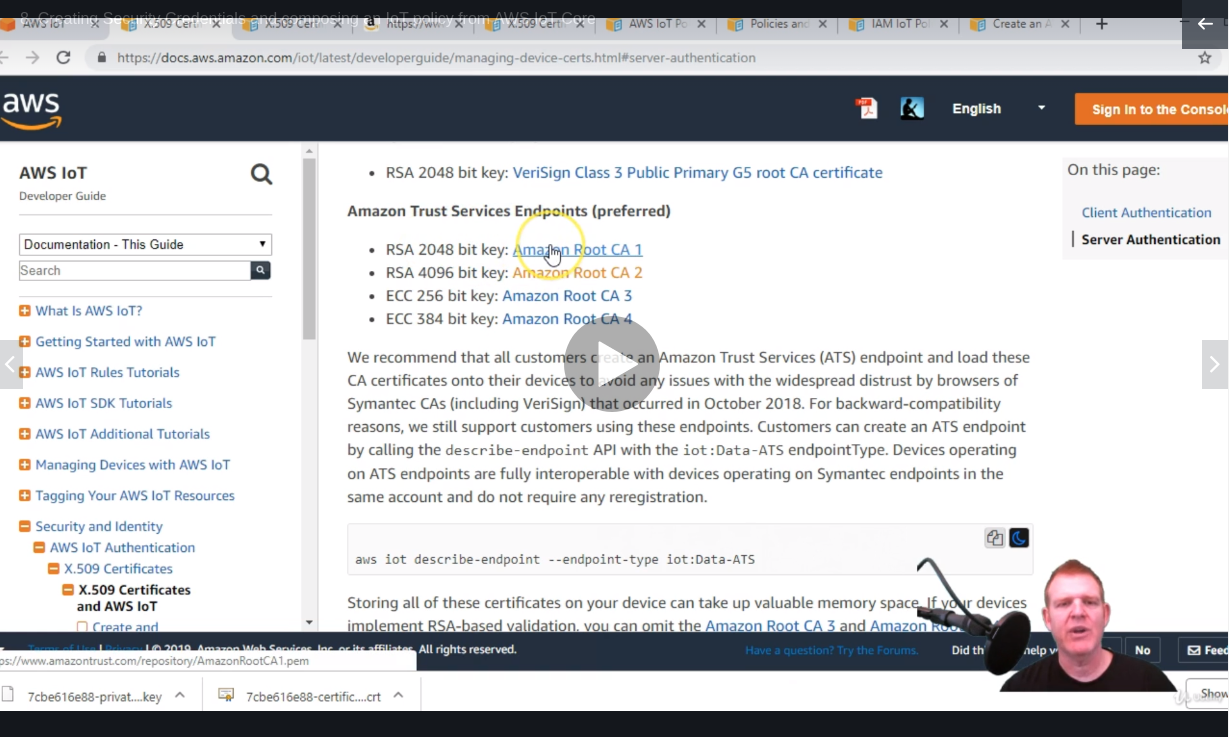 8. Creating Security Credentials and composing an IoT policy from AWS IoT Core
AWS IoT
X.509 Certi
X.509 Certi
https://ww
X.509 Certi
AWS IoT Po
Policies and
IAM IoT Pol
Create an A
https://docs.aws.amazon.com/iot/latest/developerguide/managing-device-certs.html#server-authentication
aws
PDF
English
Sign In to the Consol
AWS IoT
Developer Guide
Documentation - This Guide
Search
What Is AWS IoT?
Getting Started with AWS IoT
AWS IoT Rules Tutorials
AWS IoT SDK Tutorials
AWS IoT Additional Tutorials
Managing Devices with AWS IoT
Tagging Your AWS IoT Resources
Security and Identity
AWS IoT Authentication
X.509 Certificates
X.509 Certificates
and AWS IoT
Create and
RSA 2048 bit key: VeriSign Class 3 Public Primary G5 root CA certificate
Amazon Trust Services Endpoints (preferred)
RSA 2048 bit key: Amazon Root CA 1
RSA 4096 bit key: Amazon Root CA 2
ECC 256 bit key: Amazon Root CA 3
ECC 384 bit key: Amazon Root CA 4
We recommend that all customers create an Amazon Trust Services (ATS) endpoint and load these
CA certificates onto their devices to avoid any issues with the widespread distrust by browsers of
Symantec CAs (including VeriSign) that occurred in October 2018. For backward-compatibility
reasons, we still support customers using these endpoints. Customers can create an ATS endpoint
by calling the describe-endpoint API with the iot:Data-ATS endpointType. Devices operating
on ATS endpoints are fully interoperable with devices operating on Symantec endpoints in the
same account and do not require any reregistration.
aws iot describe-endpoint --endpoint-type iot:Data-ATS
Storing all of these certificates on your device can take up valuable memory space. If your devices
implement RSA-based validation, you can omit the Amazon Root CA 3 and Amazon Roo
On this page:
Client Authentication
Server Authentication
Terms of Use | Privacy | © 2019, Amazon Web Services, Inc. or its affiliates. All rights reserved.
Have a question? Try the Forums.
Did th
help y
No
Feed
ps://www.amazontrust.com/repository/AmazonRootCA1.pem
7cbe616e88-privat....key
7cbe616e88-certific....crt
Show